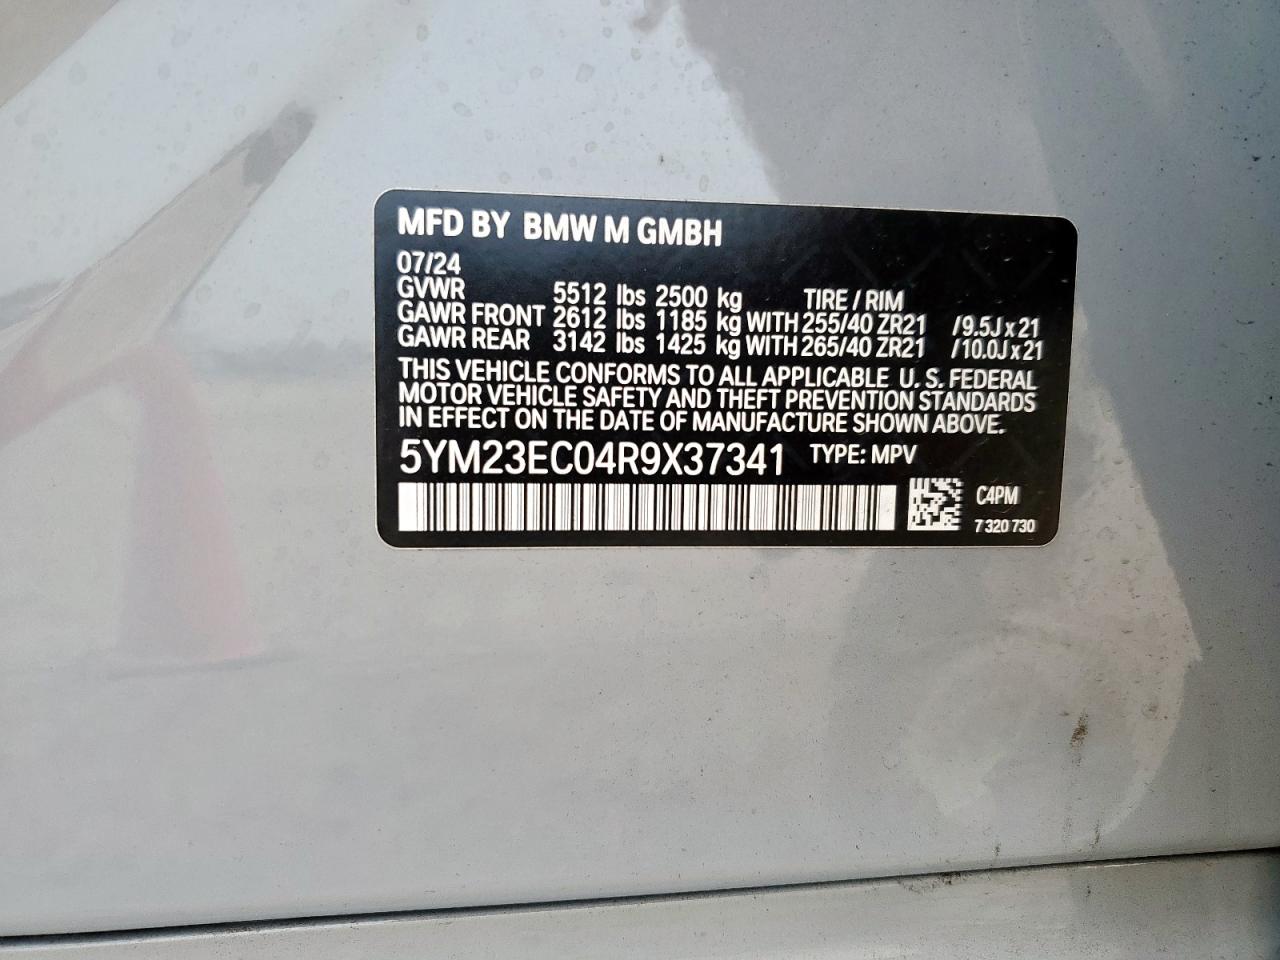 MFD BY BMW M GMBH
07/24
GVWR 5512 lbs 2500 kg TIRE / RIM
GAWR FRONT 2612 lbs 1185 kg WITH 255/40 ZR21 /9.5J x 21
GAWR REAR 3142 lbs 1425 kg WITH 265/40 ZR21 /10.0J x 21
THIS VEHICLE CONFORMS TO ALL APPLICABLE U. S. FEDERAL
MOTOR VEHICLE SAFETY AND THEFT PREVENTION STANDARDS
IN EFFECT ON THE DATE OF MANUFACTURE SHOWN ABOVE.
5YM23EC04R9X37341 TYPE: MPV
C4PM
7 320 730